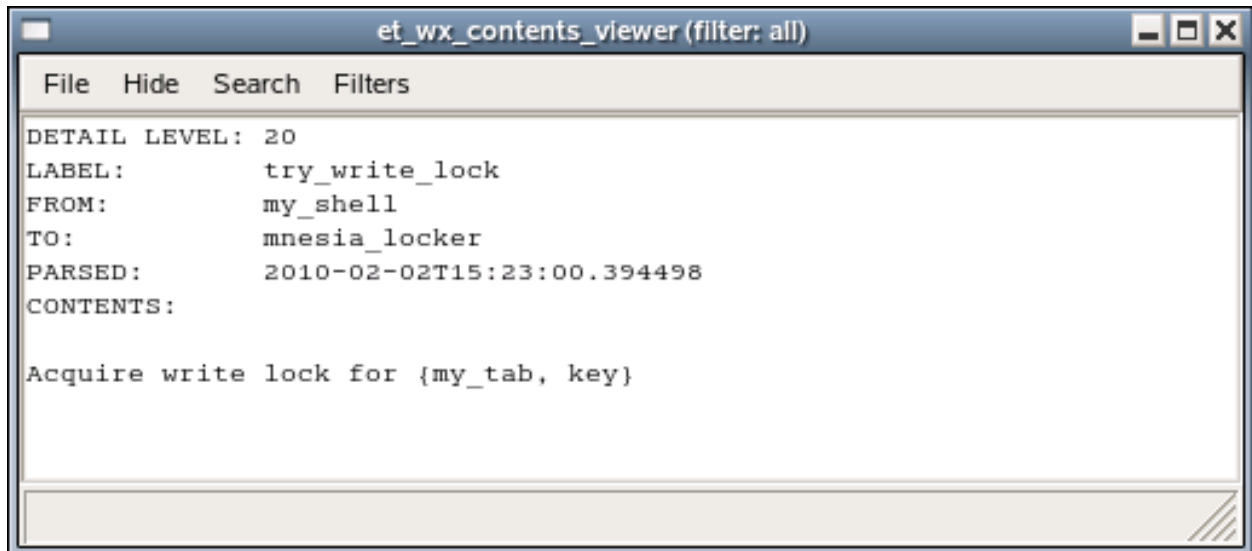 et_wx_contents_viewer (filter: all)
File Hide Search Filters
DETAIL LEVEL: 20
LABEL: try_write_lock
FROM: my_shell
TO: mnesia_locker
PARSED: 2010-02-02T15:23:00.394498
CONTENTS:
Acquire write lock for {my_tab, key}